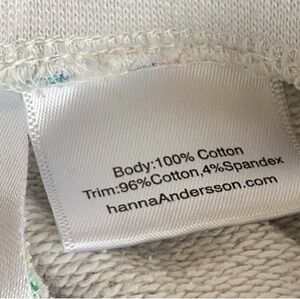 Body:100% Cotton
Trim:96%Cotton,4%Spandex
hannaAndersson.com